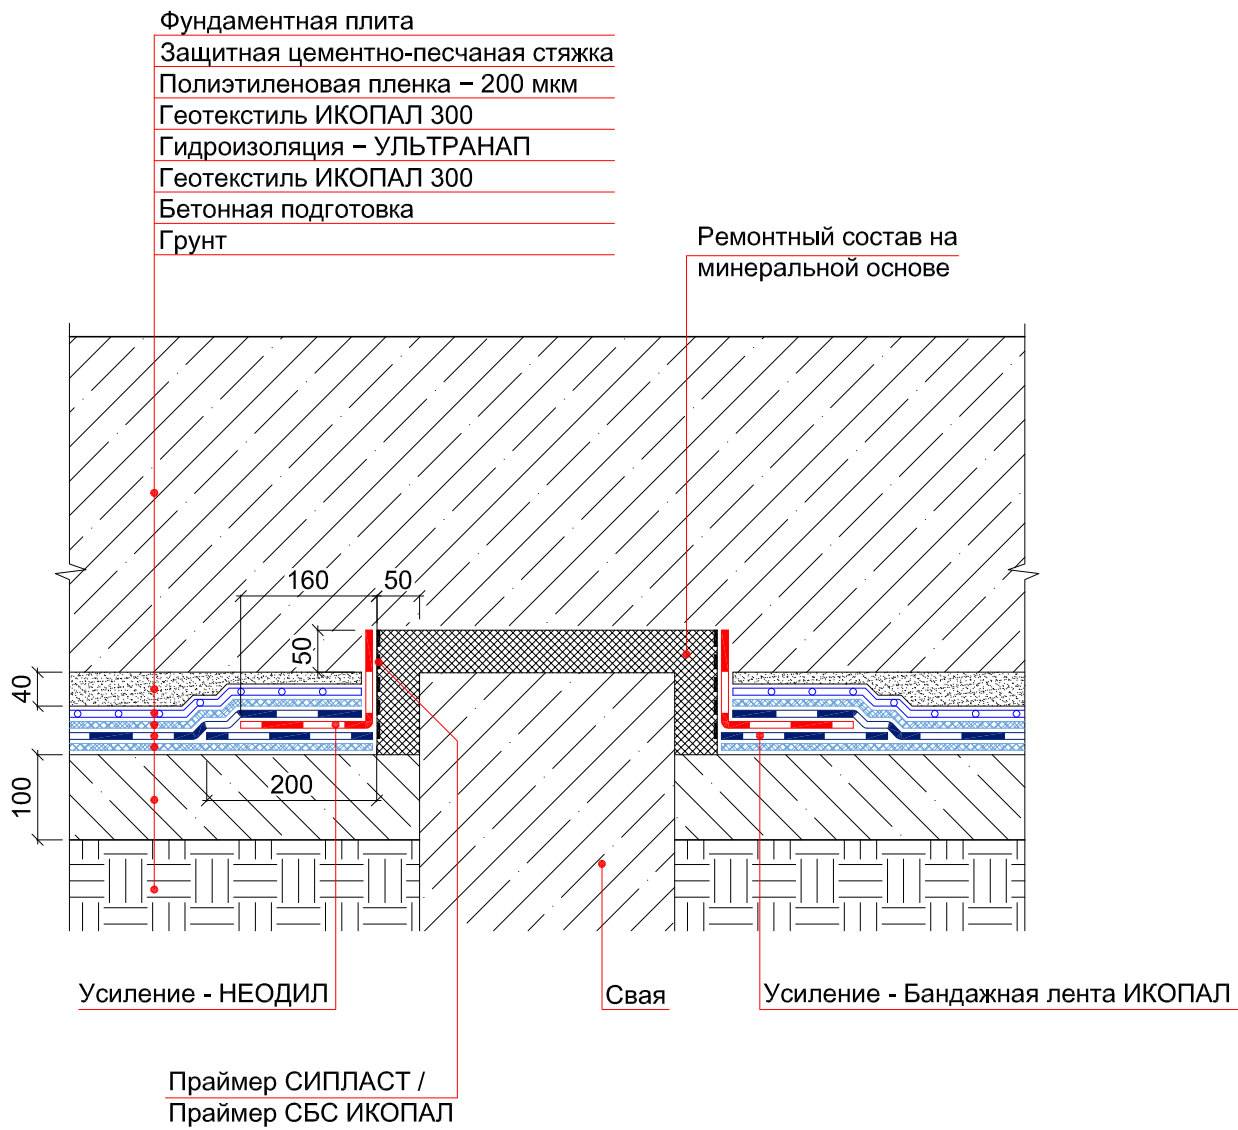 Фундаментная плита
Защитная цементно-песчаная стяжка
Полиэтиленовая пленка – 200 мкм
Геотекстиль ИКОПАЛ 300
Гидроизоляция – УЛЬТРАНАП
Геотекстиль ИКОПАЛ 300
Бетонная подготовка
Грунт
Ремонтный состав на
минеральной основе
160
50
50
40
200
100
Усиление - НЕОДИЛ
Свая
Усиление - Бандажная лента ИКОПАЛ
Праймер СИПЛАСТ /
Праймер СБС ИКОПАЛ